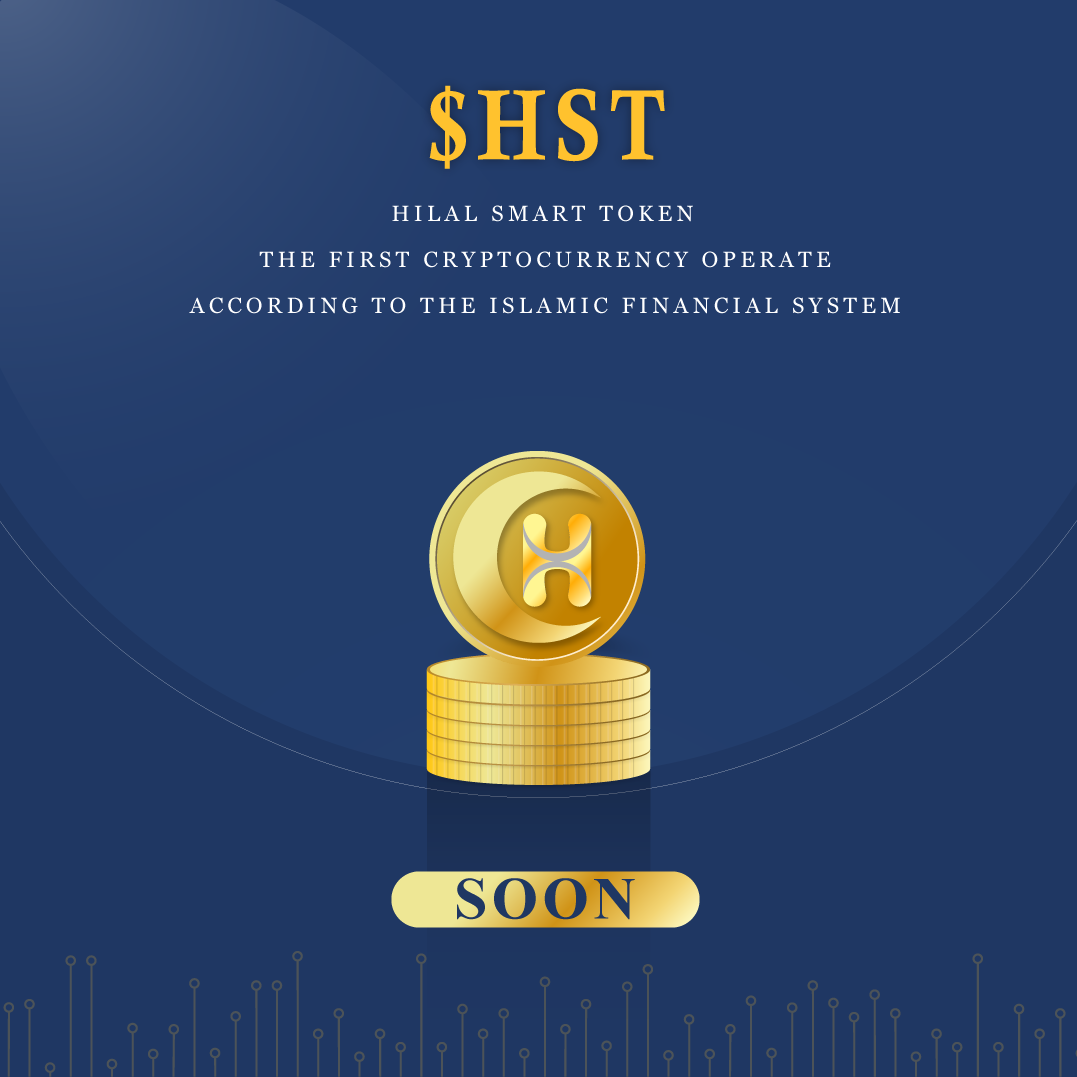 $HST
HILAL SMART TOKEN
THE FIRST CRYPTOCURRENCY OPERATE
ACCORDING TO THE ISLAMIC FINANCIAL SYSTEM
H
SOON